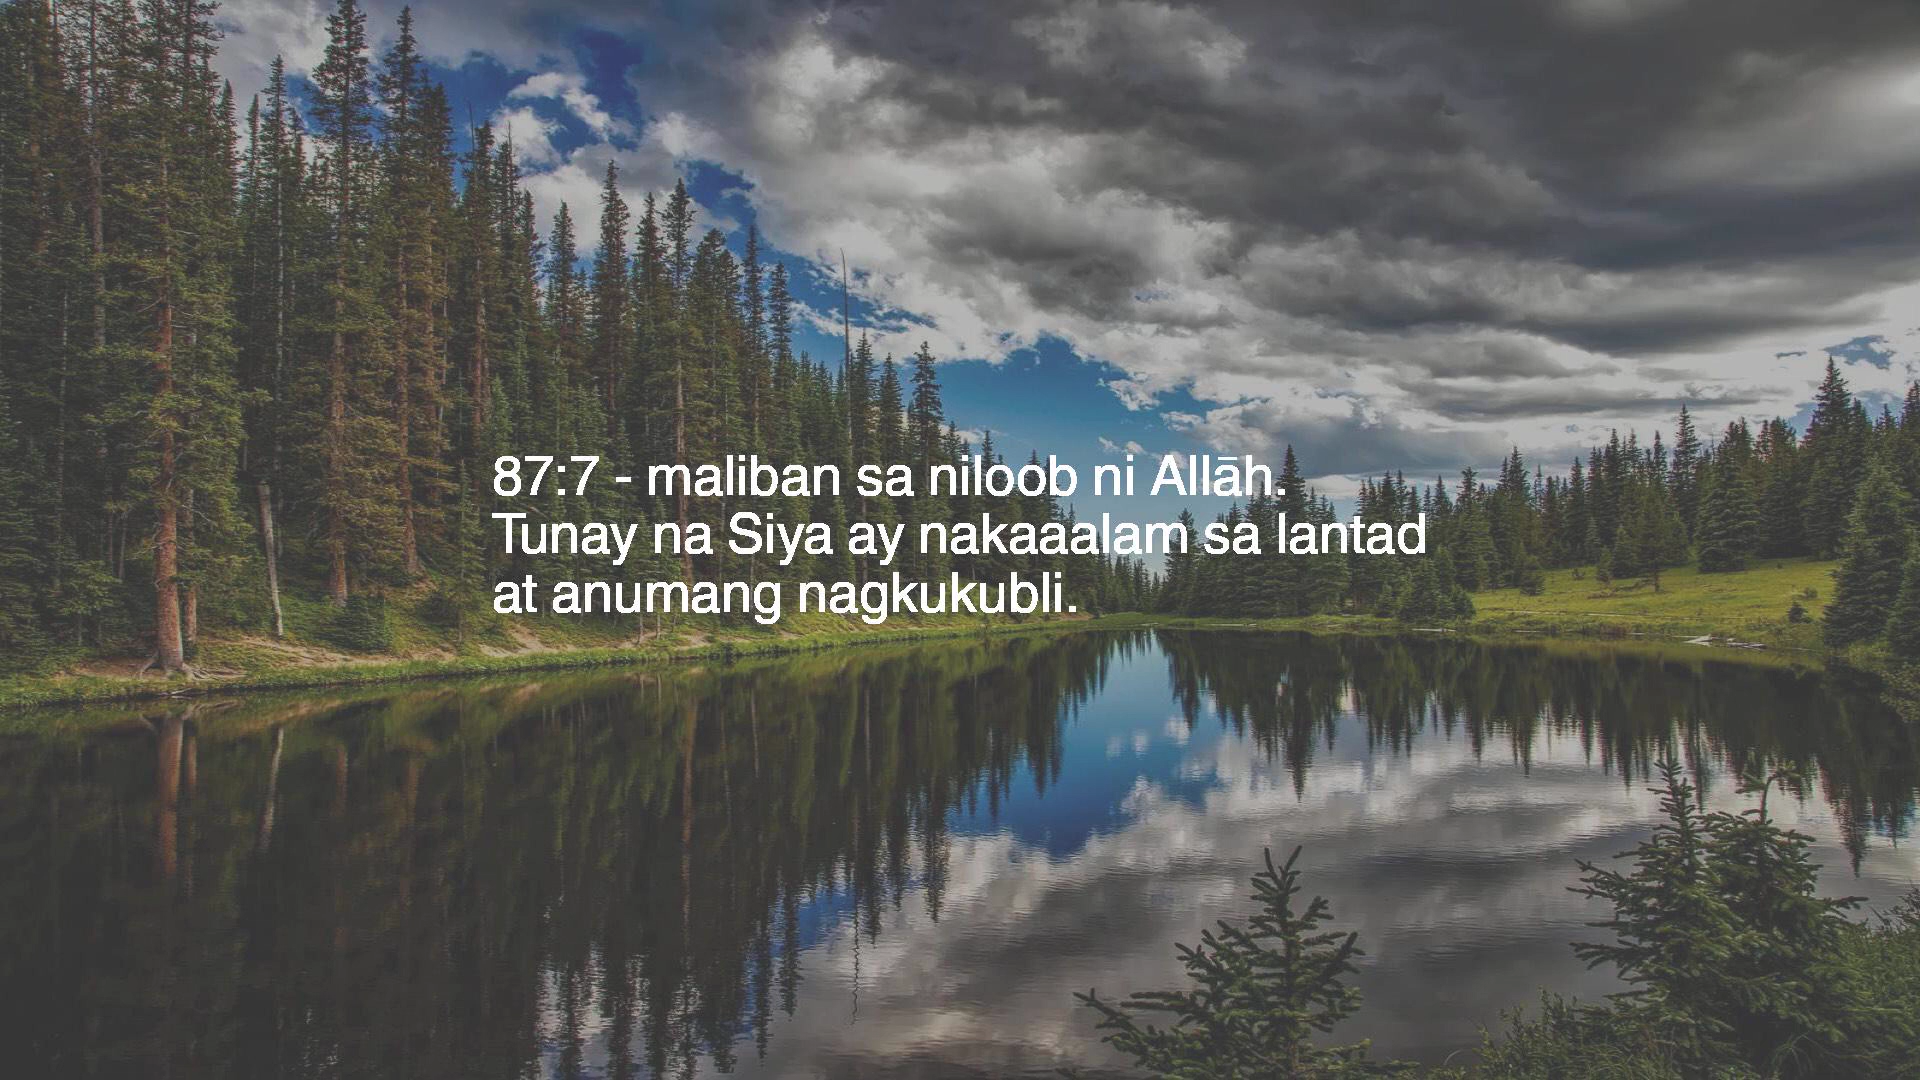 87:7 - maliban sa niloob ni Allāh.
Tunay na Siya ay nakaaalam sa lantad
at anumang nagkukubli.